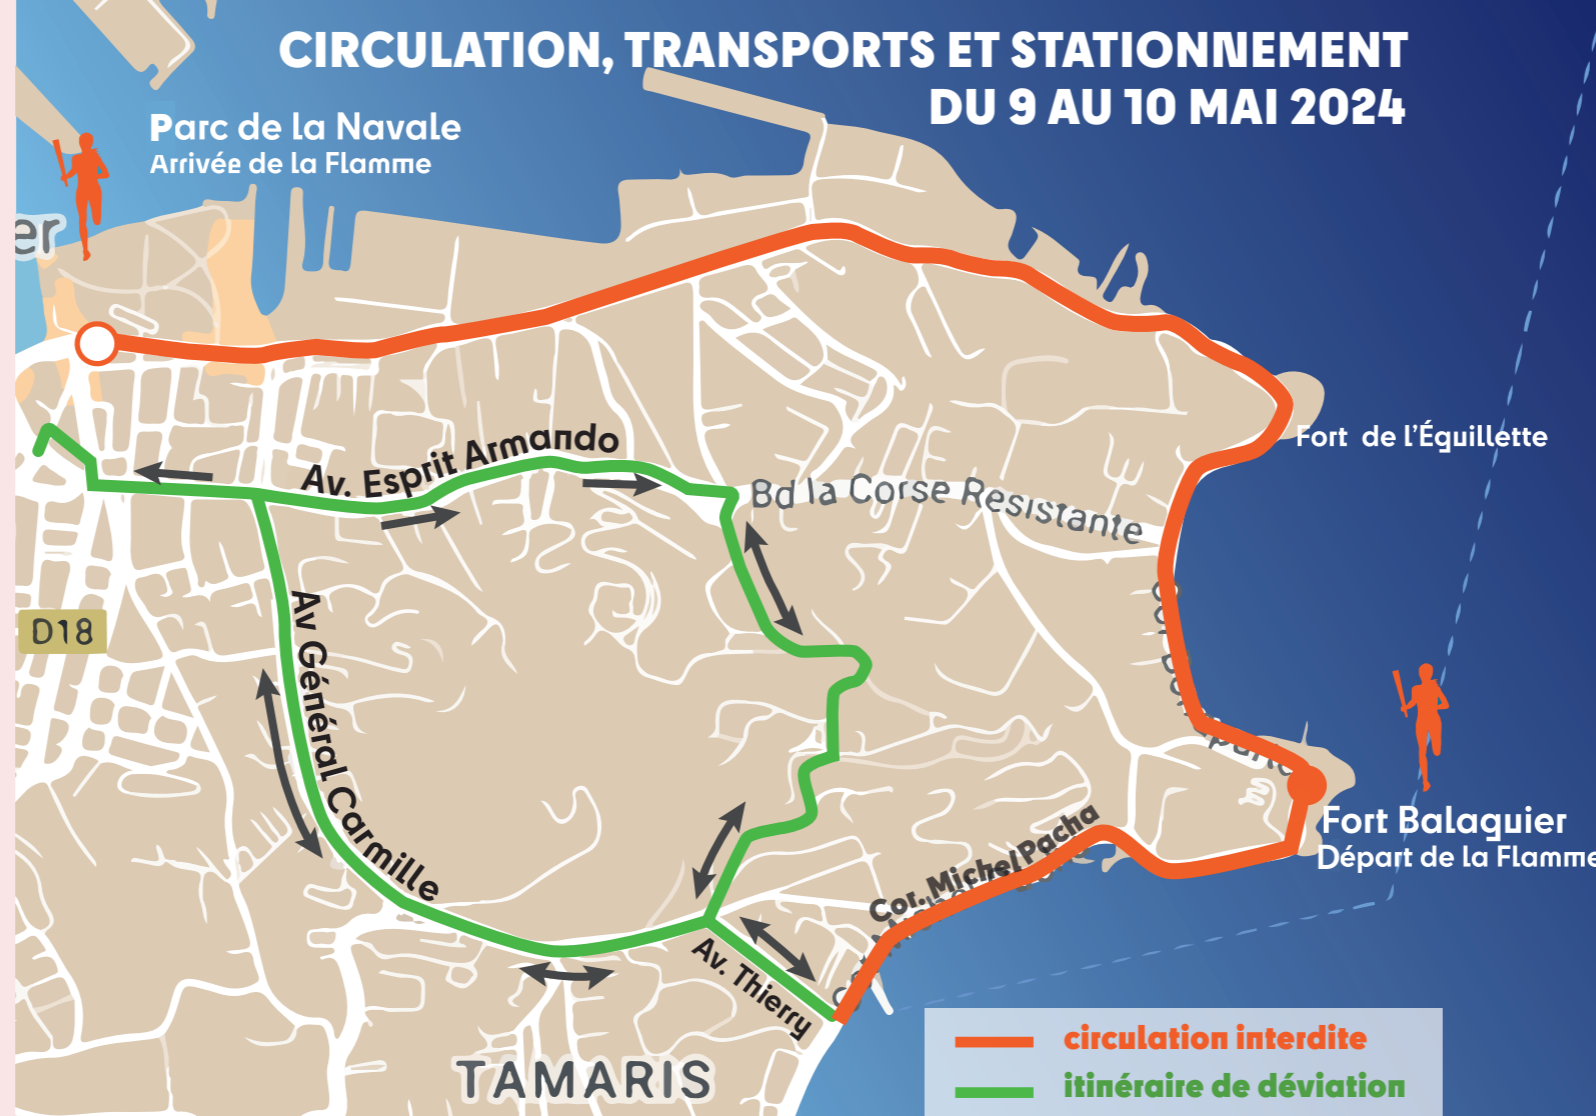 CIRCULATION, TRANSPORTS ET STATIONNEMENT
DU 9 AU 10 MAI 2024
Parc de la Navale
Arrivée de la Flamme
er
Fort de l'Éguillette
Av. Esprit Armando
Bd la Corse Resistante
D18
Av Général Carmille
Fort Balaguier
Départ de la Flamme
Cor. Michel Pacha
Av. Thierry
TAMARIS
circulation interdite
itinéraire de déviation